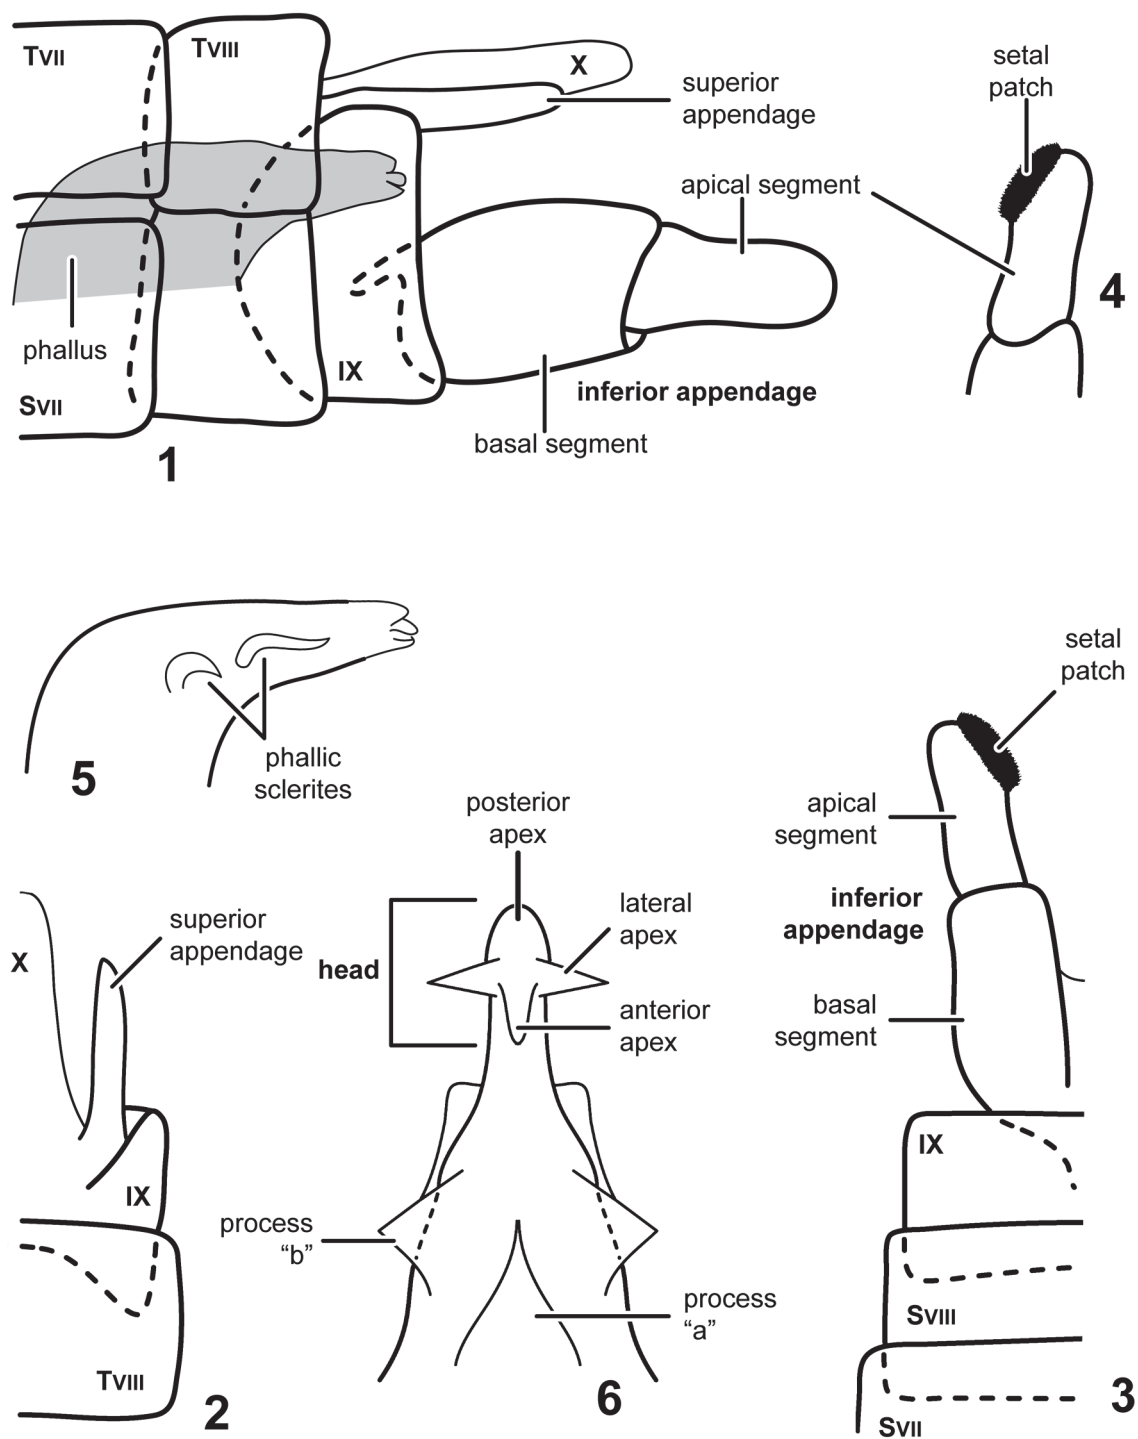 TVII
TVIII
X
superior
appendage
setal
patch
apical segment
4
phallus
IX
SVII
inferior appendage
basal segment
1
phallic
sclerites
5
setal
patch
posterior
apex
apical
segment
inferior
appendage
lateral
apex
head
superior
appendage
X
anterior
apex
basal
segment
IX
IX
process
“b”
process
“a”
SVIII
TVIII
2
6
3
SVII